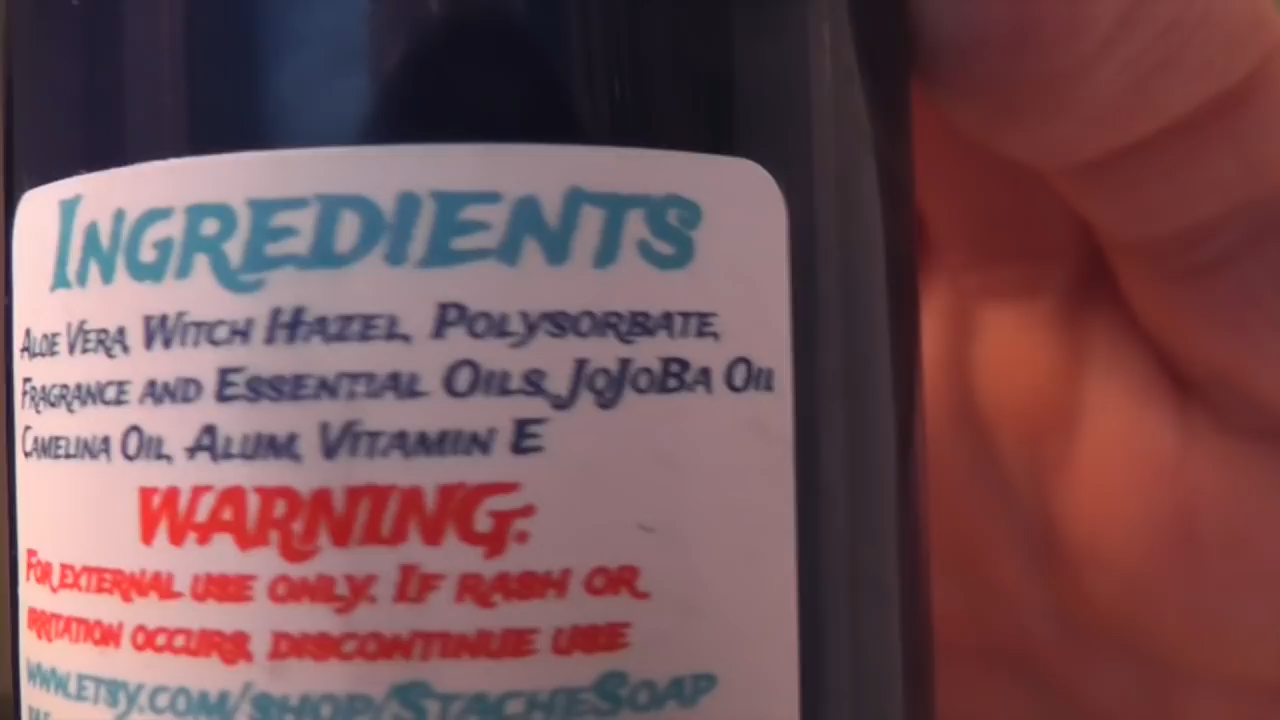 INGREDIENTS
ALOE VERA, WITCH HAZEL, POLYSORBATE,
FRAGRANCE AND ESSENTIAL OILS, JOJOBA OIL
CAMELINA OIL, ALUM, VITAMIN E
WARNING:
FOR EXTERNAL USE ONLY. IF RASH OR
IRRITATION OCCURS, DISCONTINUE USE
WWW.ETSY.COM/SHOP/STACHESOAP